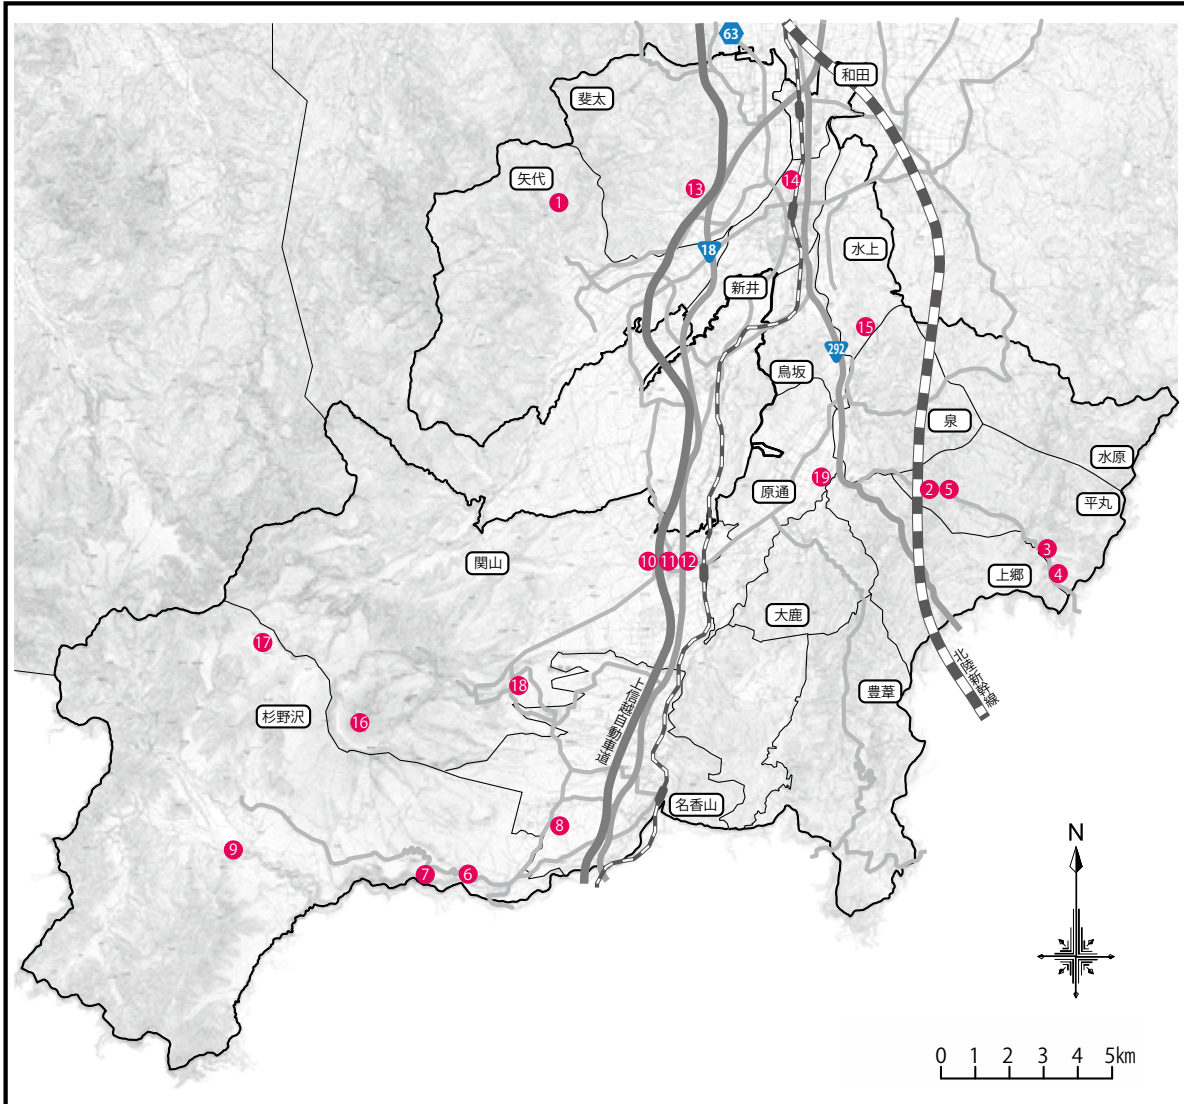 63
和田
斐太
矢代
1
13
14
18
水上
新井
15
292
鳥坂
泉
水原
19
原通
2
5
平丸
関山
10
11
12
3
4
上郷
大鹿
17
18
豊葦
北陸新幹線
杉野沢
16
上信越自動車道
名香山
8
9
7
6
N
0 1 2 3 4 5km